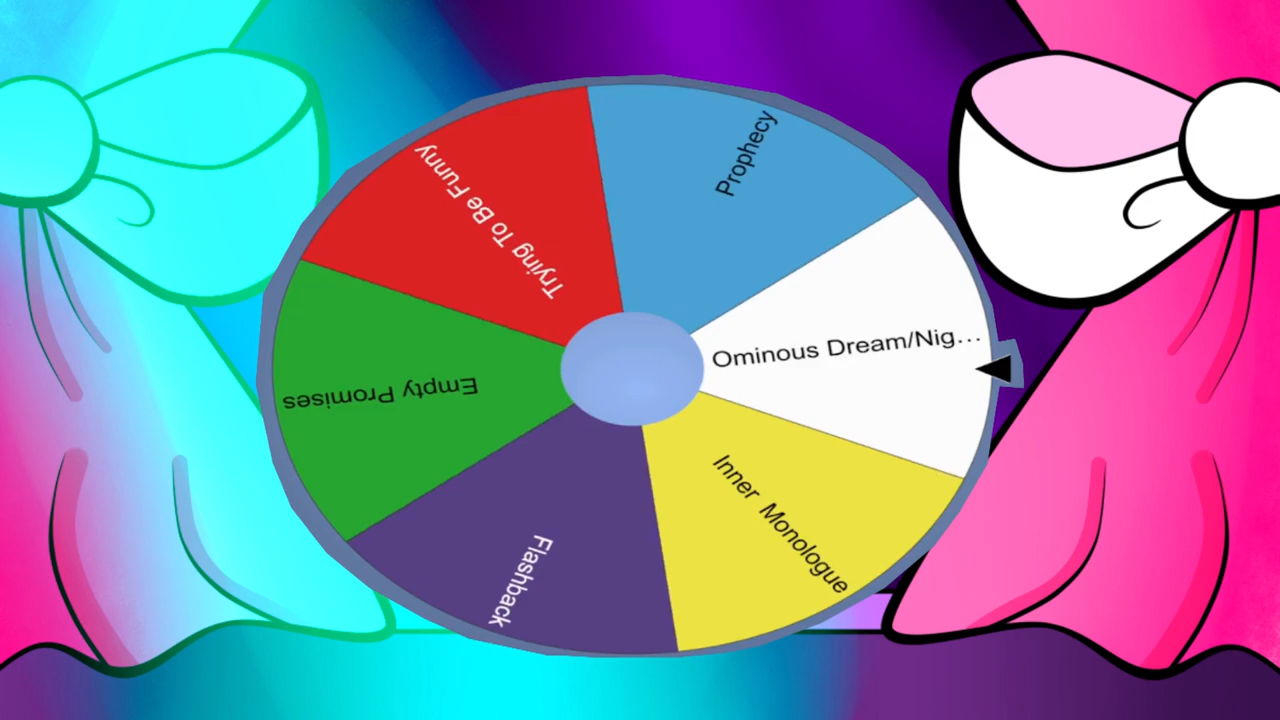 Prophecy
Ominous Dream/Nig...
Inner Monologue
Flashback
Empty Promises
Trying To Be Funny